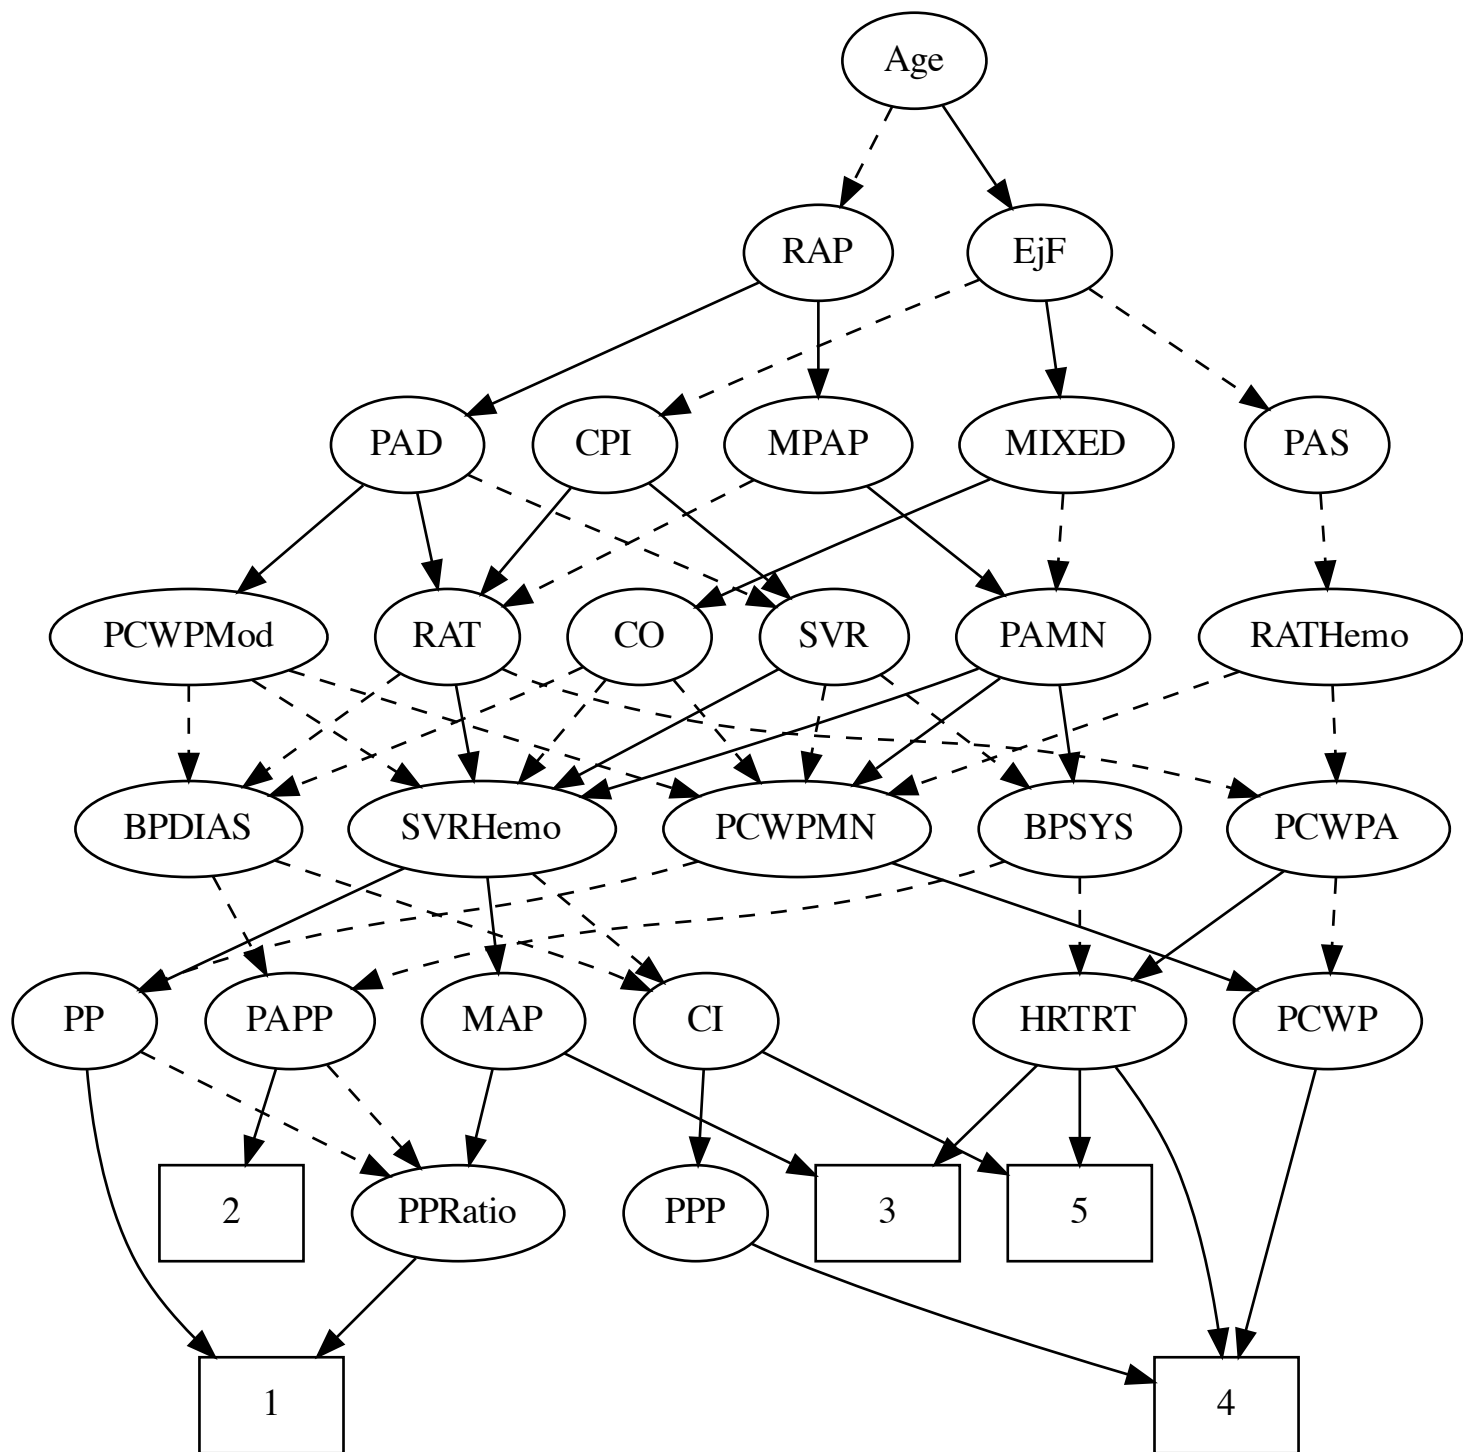 Age
RAP
EjF
PAD
CPI
MPAP
MIXED
PAS
PCWPMod
RAT
CO
SVR
PAMN
RATHemo
BPDIAS
SVRHemo
PCWPMN
BPSYS
PCWPA
PP
PAPP
MAP
CI
HRTRT
PCWP
2
PPRatio
PPP
3
5
1
4